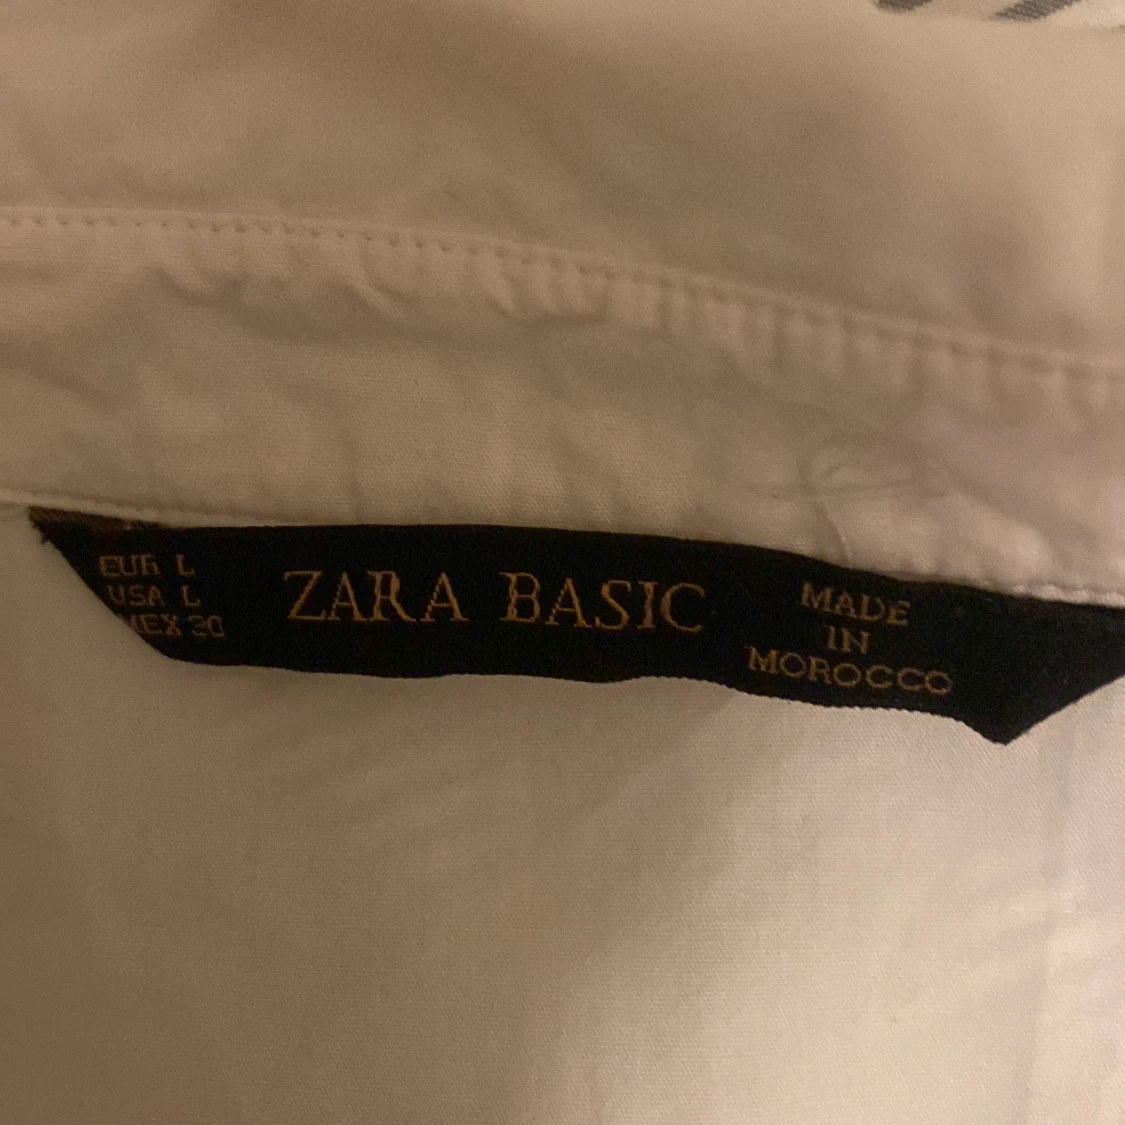 EUR L
USA L
MEX 30
ZARA BASIC
MADE
IN
MOROCCO